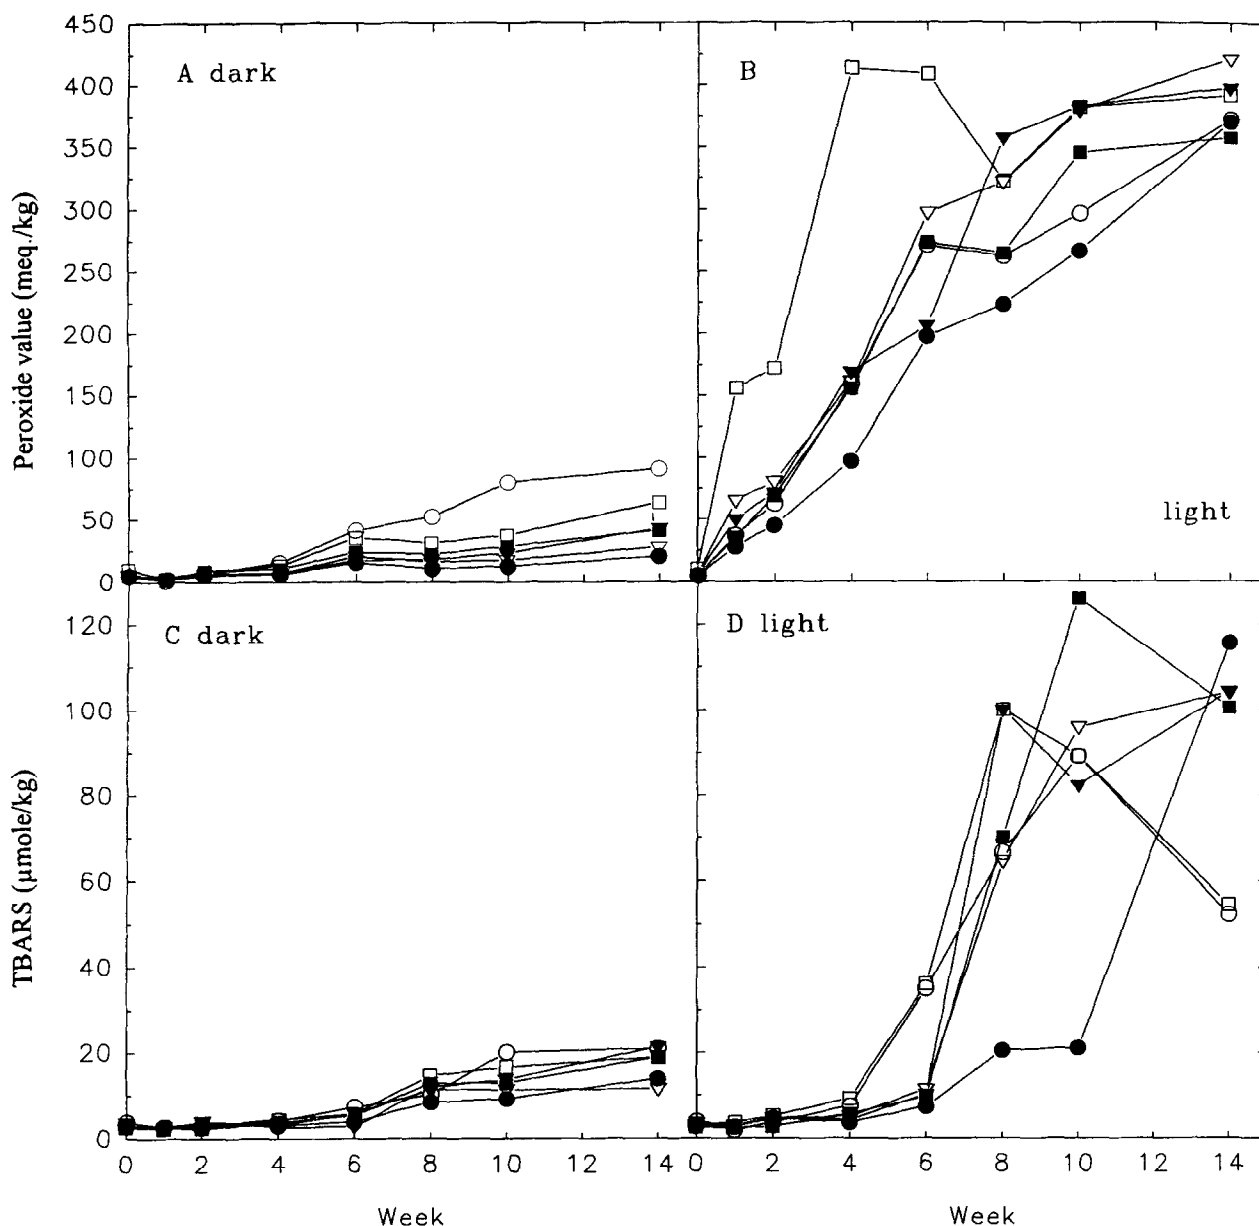 450
400
350
300
250
200
150
100
50
0
Peroxide value (meq./kg)
A dark
B
light
120
100
80
60
40
20
0
TBARS (µmole/kg)
C dark
D light
0 2 4 6 8 10 12 14 0 2 4 6 8 10 12 14
Week Week